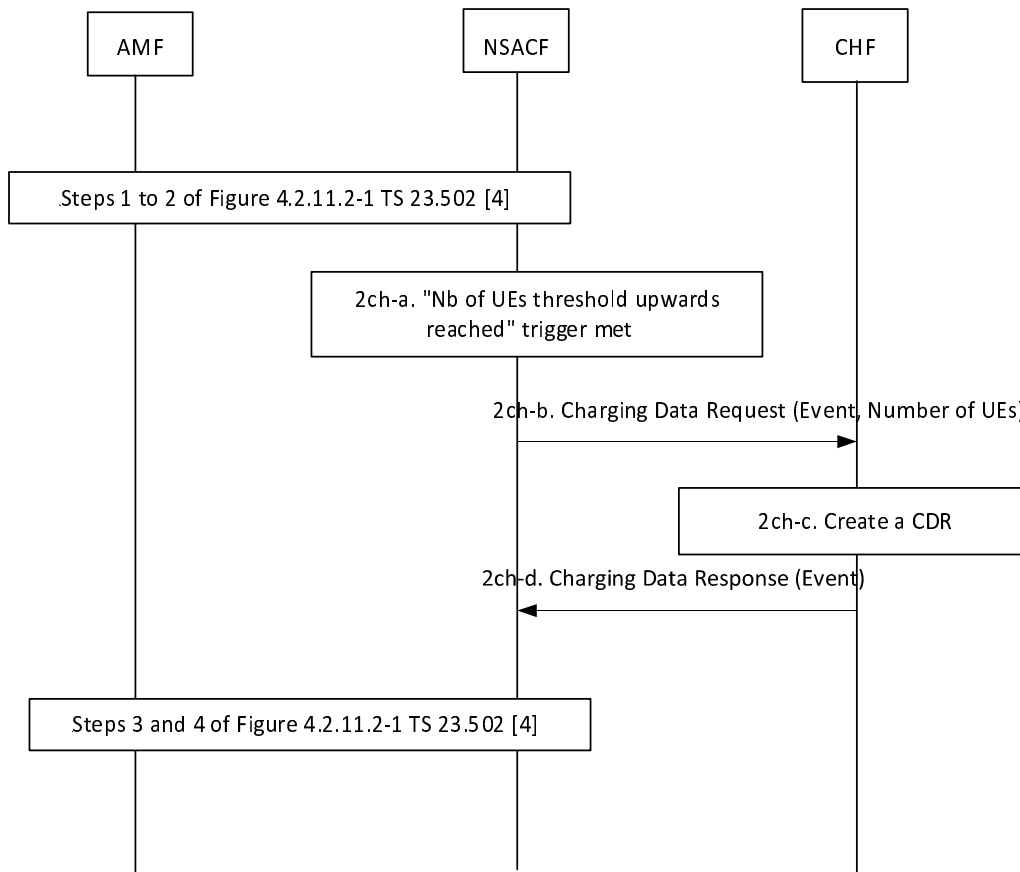 AMF
NSACF
CHF
Steps 1 to 2 of Figure 4.2.11.2-1 TS 23.502 [4]
2ch-a. "Nb of UEs threshold upwards
reached" trigger met
2ch-b. Charging Data Request (Event, Number of UEs)
2ch-c. Create a CDR
2ch-d. Charging Data Response (Event)
Steps 3 and 4 of Figure 4.2.11.2-1 TS 23.502 [4]